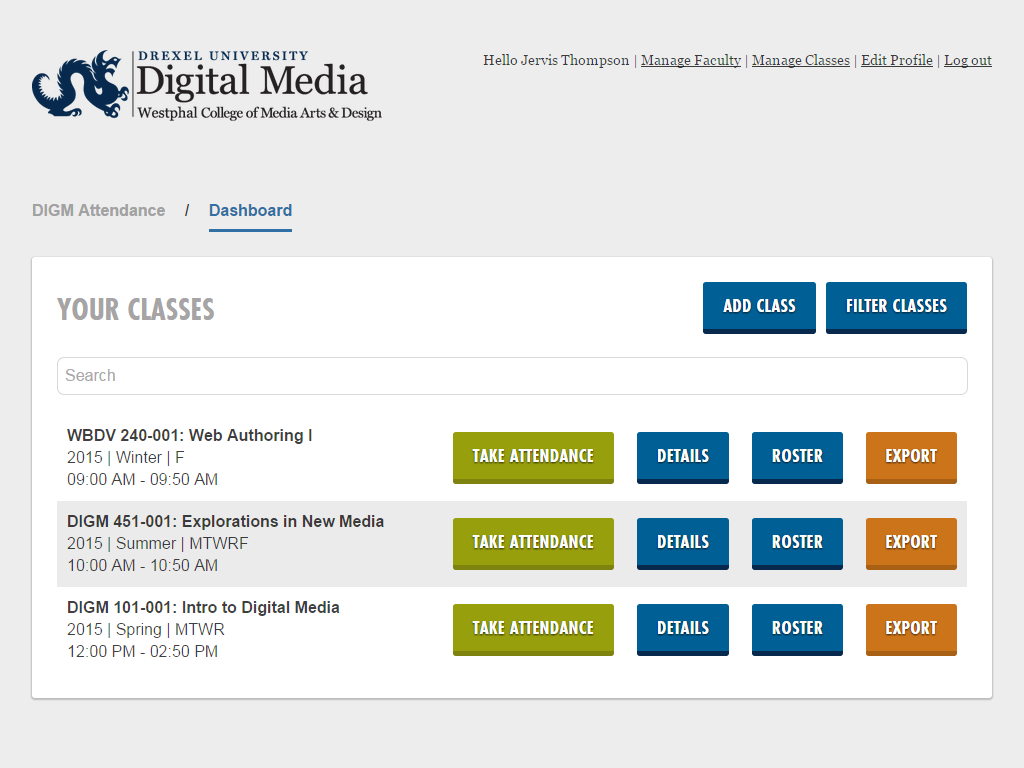 DREXEL UNIVERSITY
Digital Media
Westphal College of Media Arts & Design
Hello Jervis Thompson | Manage Faculty | Manage Classes | Edit Profile | Log out
DIGM Attendance / Dashboard
YOUR CLASSES
ADD CLASS
FILTER CLASSES
Search
WBDV 240-001: Web Authoring I
2015 | Winter | F
09:00 AM - 09:50 AM
TAKE ATTENDANCE
DETAILS
ROSTER
EXPORT
DIGM 451-001: Explorations in New Media
2015 | Summer | MTWRF
10:00 AM - 10:50 AM
TAKE ATTENDANCE
DETAILS
ROSTER
EXPORT
DIGM 101-001: Intro to Digital Media
2015 | Spring | MTWR
12:00 PM - 02:50 PM
TAKE ATTENDANCE
DETAILS
ROSTER
EXPORT